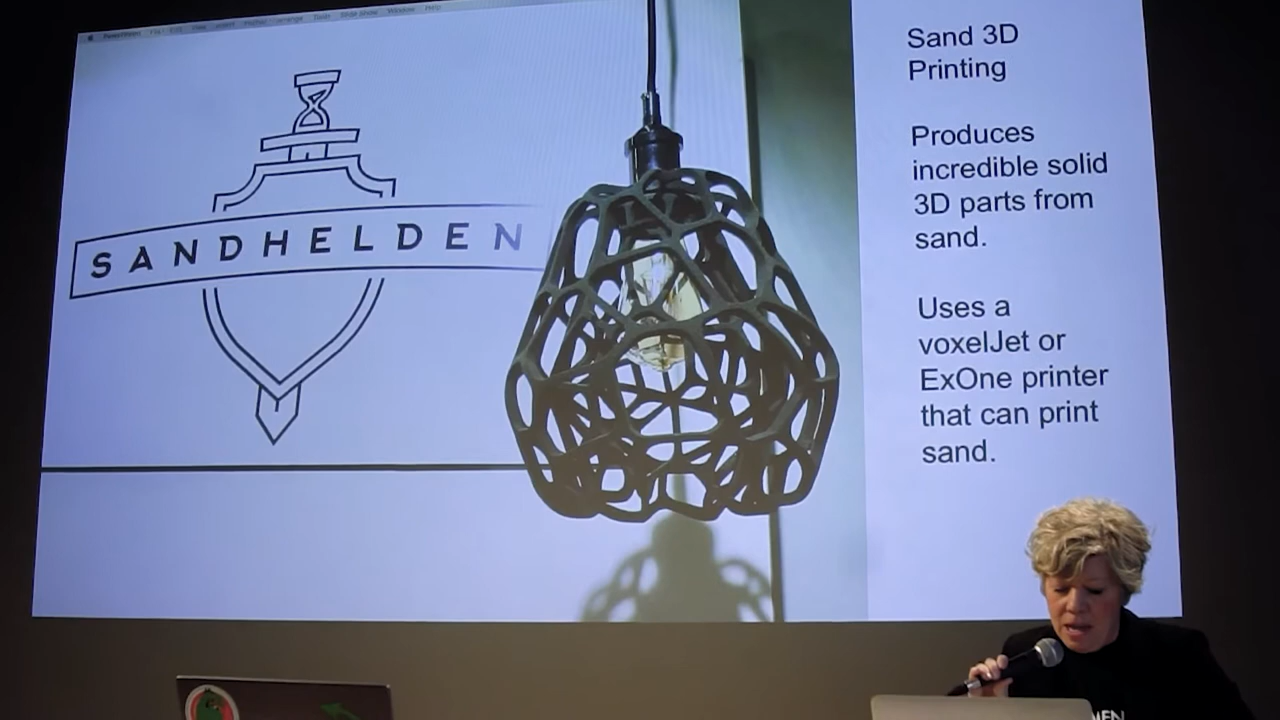 SANDHELDEN
Sand 3D
Printing
Produces
incredible solid
3D parts from
sand.
Uses a
voxelJet or
ExOne printer
that can print
sand.